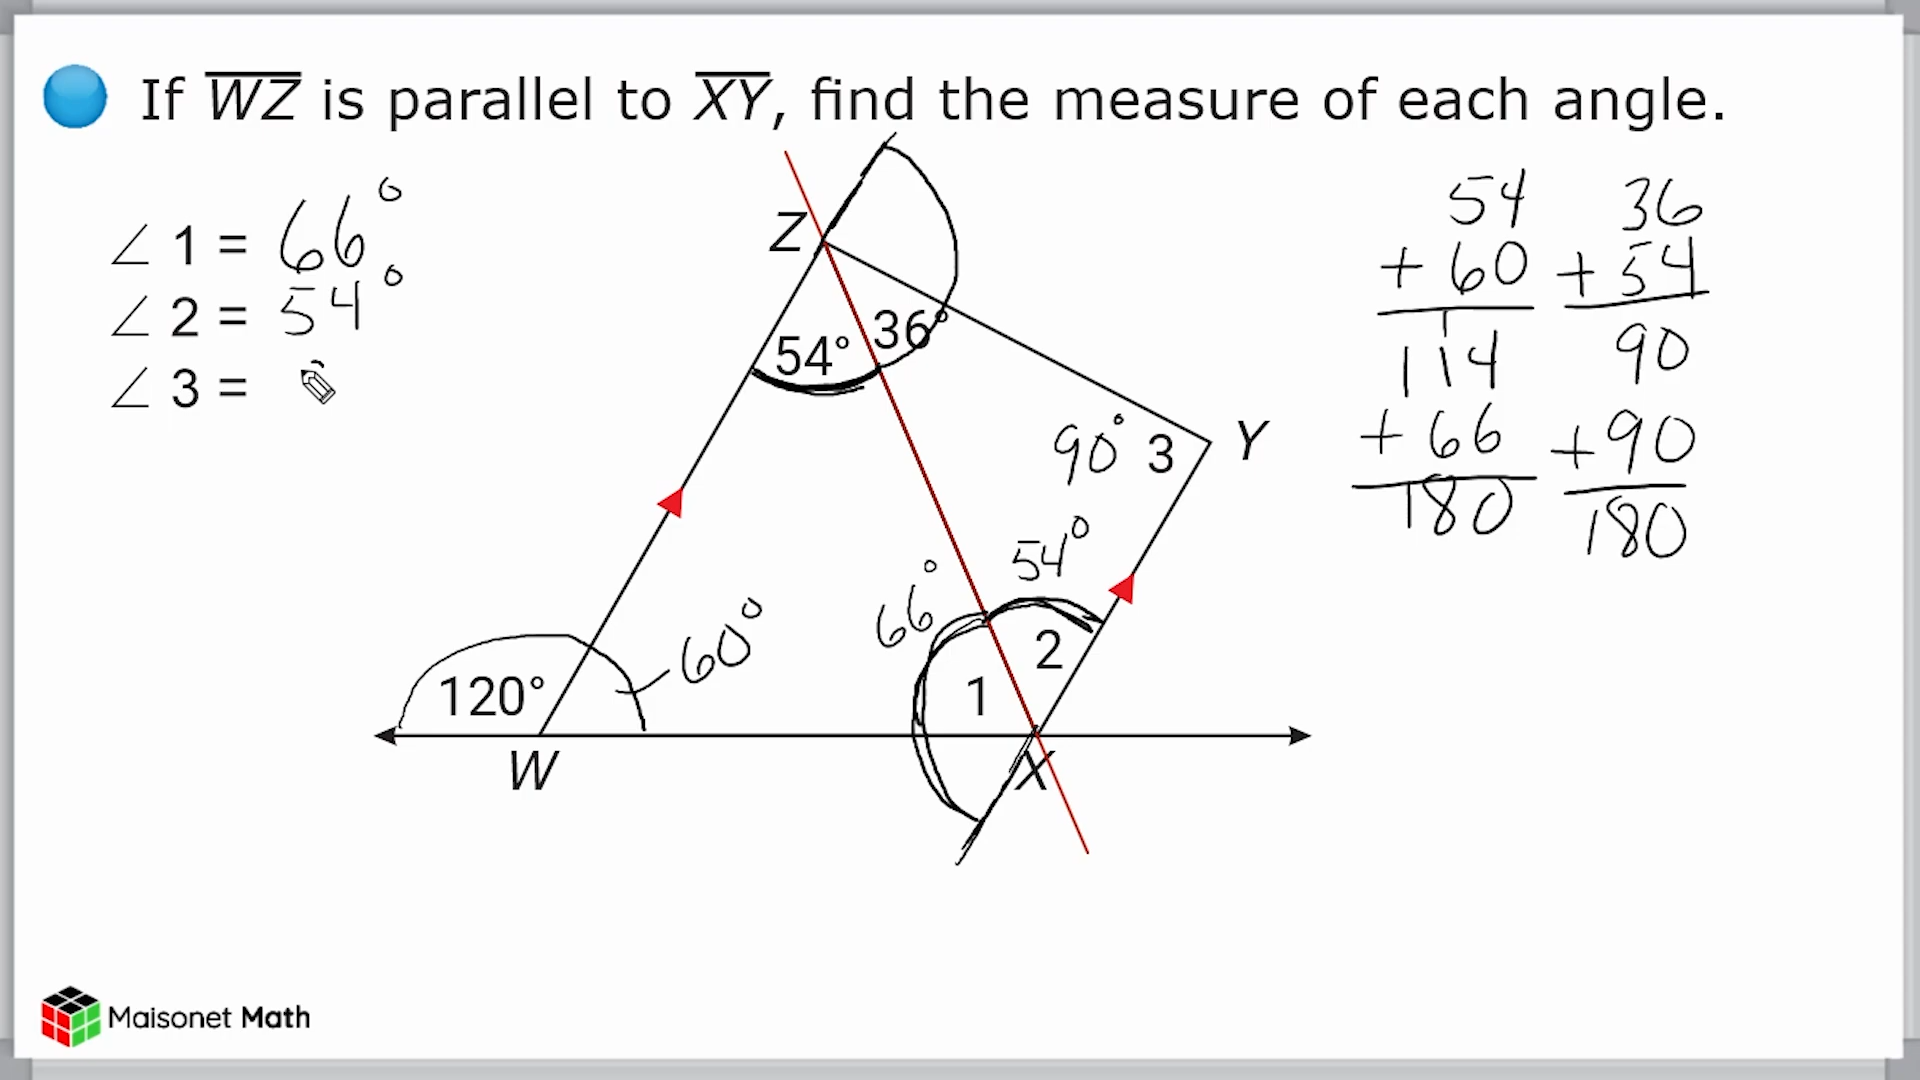 If WZ is parallel to XY, find the measure of each angle.
∠ 1 = 66°
∠ 2 = 54°
∠ 3 =
Z
54°
36°
Y
90° 3
54°
66°
2
1
60°
120°
W
X
54
+ 60
1
114
+ 66
180
36
+ 54
90
+ 90
180
Maisonet Math